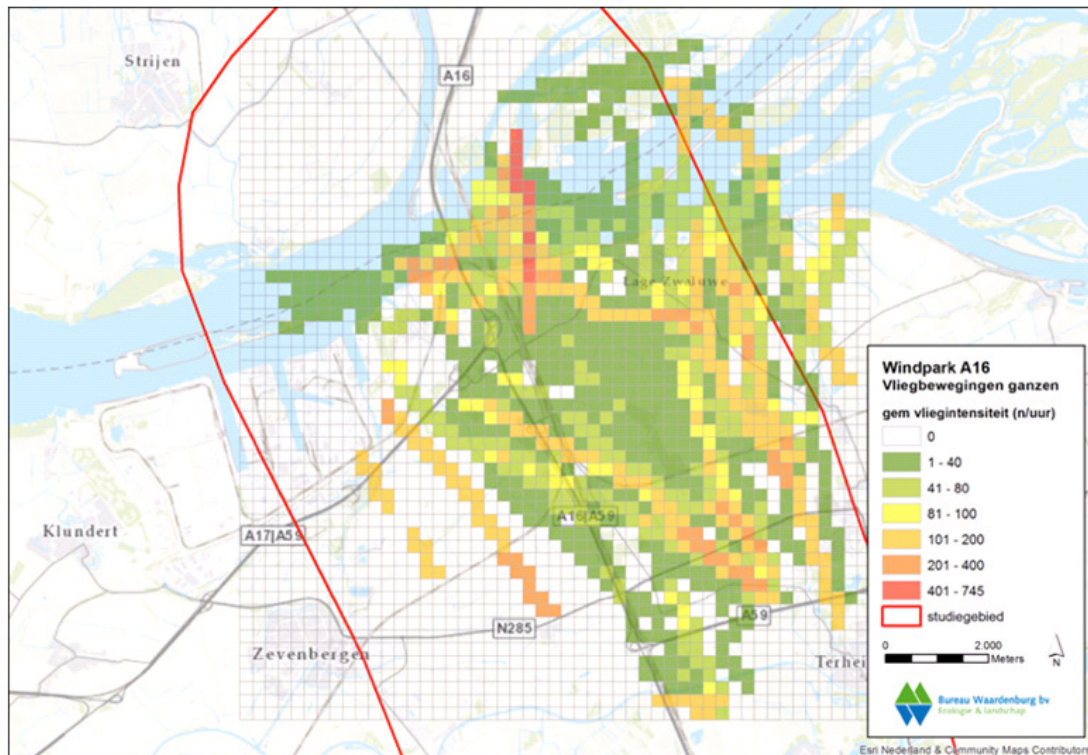 Strijen
A16
Lage Zwaluwe
Klundert
A17|A59
A16|A59
N285
A59
Zevenbergen
Terhei
Windpark A16
Vliegbewegingen ganzen
gem vliegintensiteit (n/uur)
0
1 - 40
41 - 80
81 - 100
101 - 200
201 - 400
401 - 745
studiegebied
0 2.000
Meters
N
Bureau Waardenburg bv
Ecologie & landschap
Esri Nederland & Community Maps Contributors